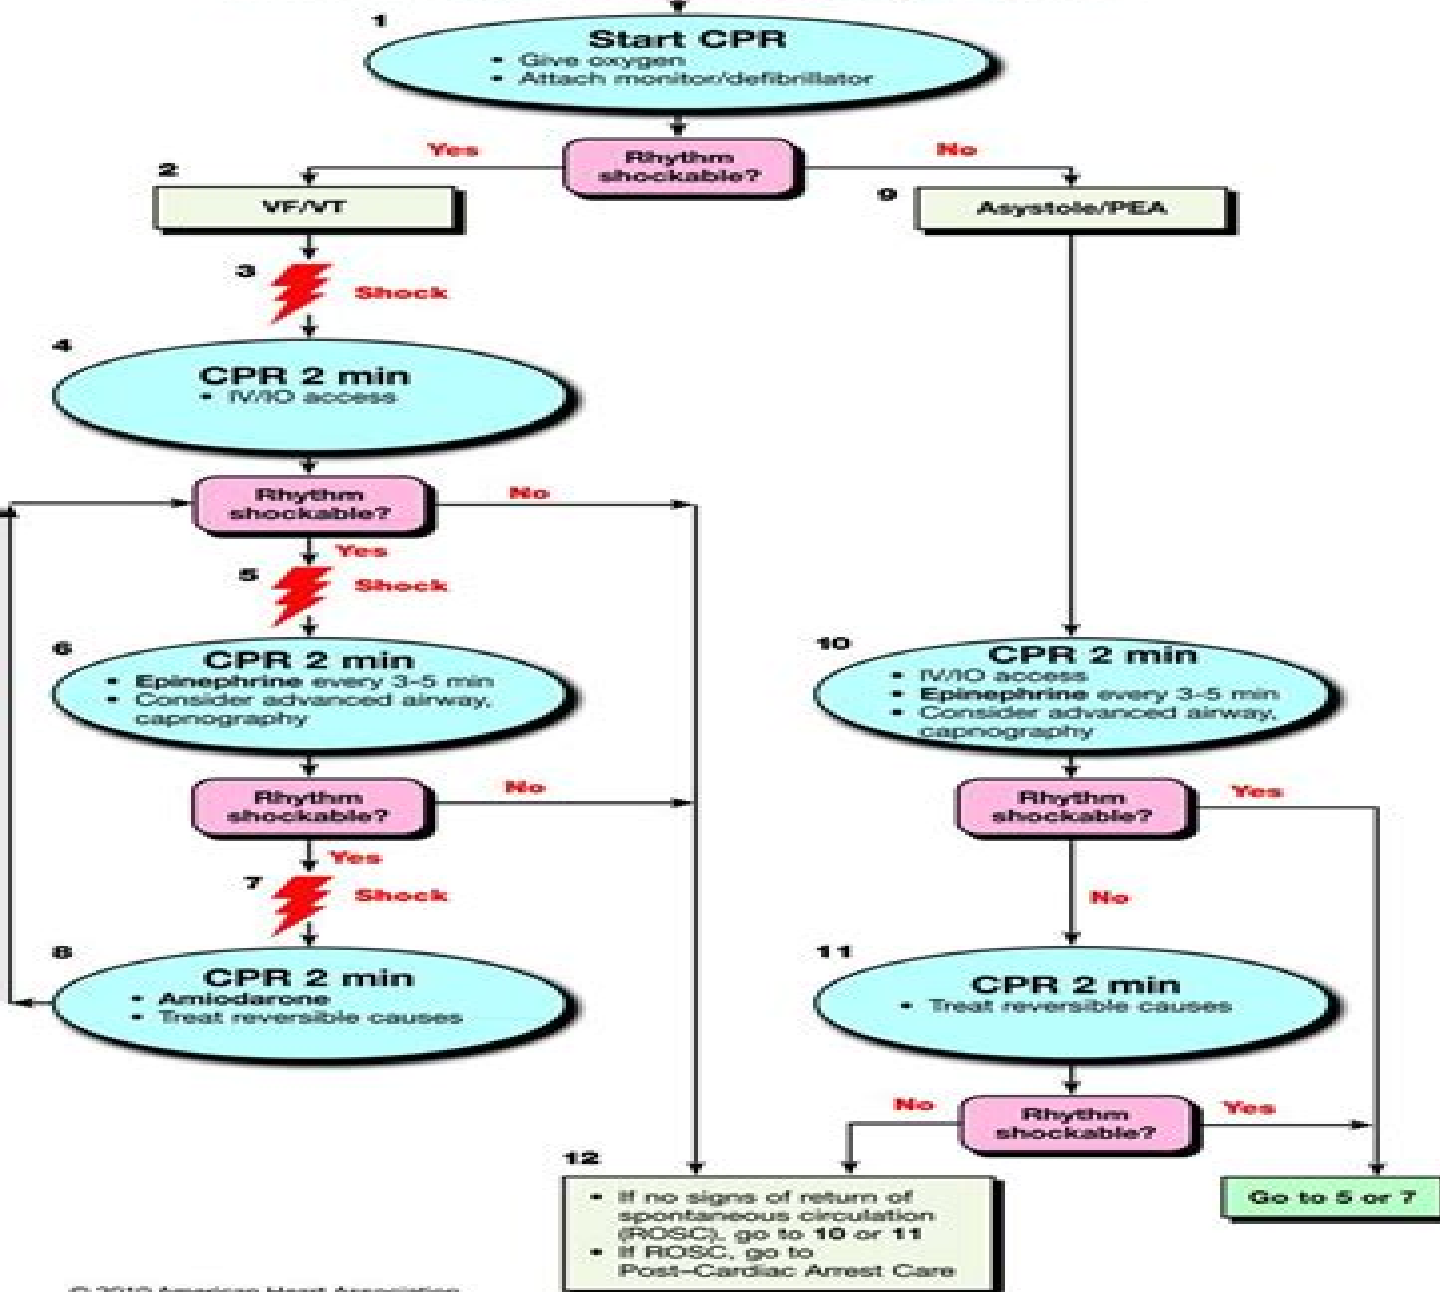 1
Start CPR
• Give oxygen
• Attach monitor/defibrillator
Rhythm
shockable?
Yes
No
2
VF/VT
9
Asystole/PEA
3
Shock
4
CPR 2 min
• IV/IO access
Rhythm
shockable?
No
Yes
5
Shock
6
CPR 2 min
• Epinephrine every 3-5 min
• Consider advanced airway,
capnography
10
CPR 2 min
• IV/IO access
• Epinephrine every 3-5 min
• Consider advanced airway,
capnography
Rhythm
shockable?
No
Yes
Rhythm
shockable?
Yes
No
7
Shock
8
CPR 2 min
• Amiodarone
• Treat reversible causes
11
CPR 2 min
• Treat reversible causes
Rhythm
shockable?
No
Yes
12
• If no signs of return of
spontaneous circulation
(ROSC), go to 10 or 11
• If ROSC, go to
Post–Cardiac Arrest Care
Go to 5 or 7
© 2010 American Heart Association